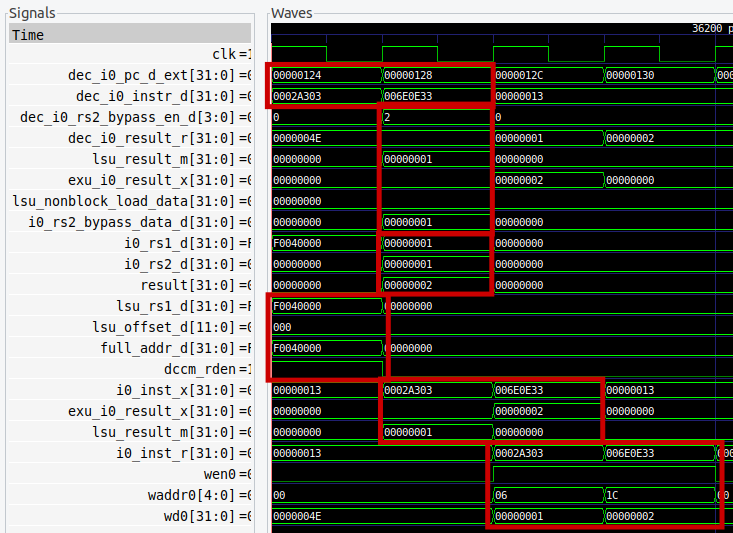 Signals
Waves
Time
36200 p
clk =1
dec_i0_pc_d_ext[31:0] =0 00000124 00000128 0000012C 00000130 000
dec_i0_instr_d[31:0] =0 0002A303 006E0E33 00000013
dec_i0_rs2_bypass_en_d[3:0] =0 0 2 0
dec_i0_result_r[31:0] =0 0000004E 00000001 00000002
lsu_result_m[31:0] =0 00000000 00000001 00000000
exu_i0_result_x[31:0] =0 00000000 00000002 00000000
lsu_nonblock_load_data[31:0] =0 00000000
i0_rs2_bypass_data_d[31:0] =0 00000000 00000001 00000000
i0_rs1_d[31:0] =F F0040000 00000001 00000000
i0_rs2_d[31:0] =0 00000000 00000001 00000000
result[31:0] =0 00000000 00000002 00000000
lsu_rs1_d[31:0] =F F0040000 00000000
lsu_offset_d[11:0] =0 000
full_addr_d[31:0] =F F0040000 00000000
dccm_rden =1
i0_inst_x[31:0] =0 00000013 0002A303 006E0E33 00000013
exu_i0_result_x[31:0] =0 00000000 00000002 00000000
lsu_result_m[31:0] =0 00000000 00000001 00000000
i0_inst_r[31:0] =0 00000013 0002A303 006E0E33 000
wen0 =0
waddr0[4:0] =0 00 06 1C 00
wd0[31:0] =0 0000004E 00000001 00000002